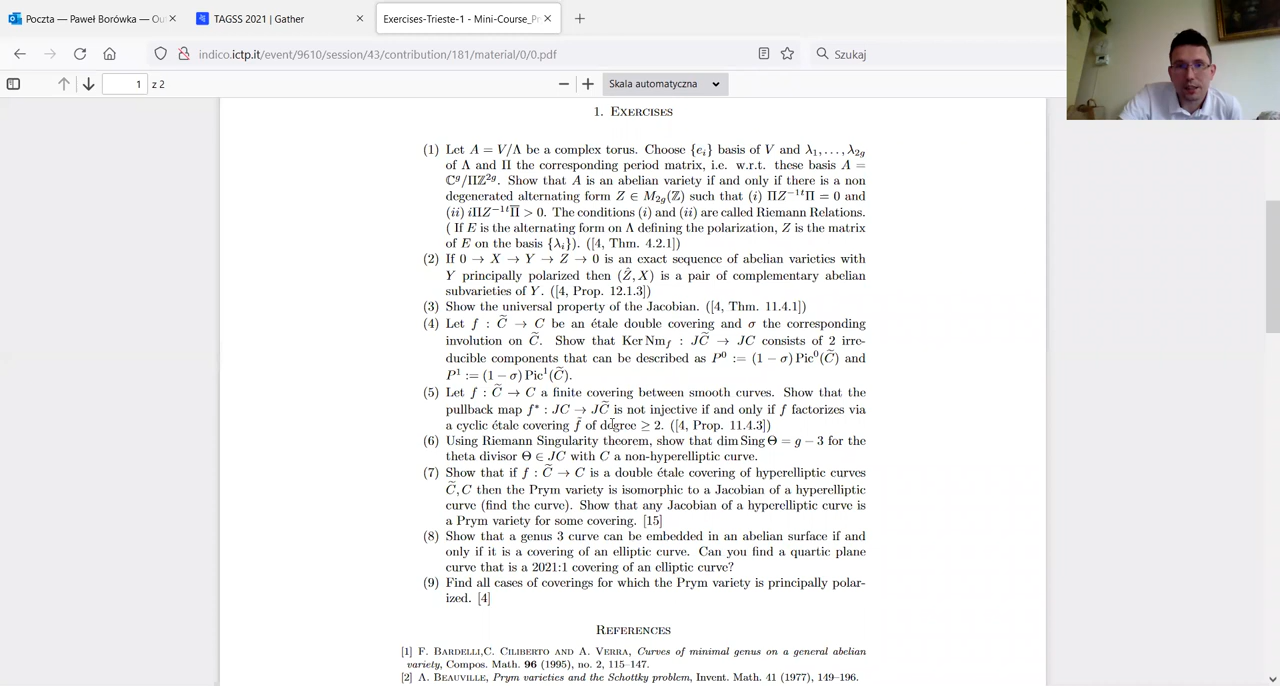 Poczta — Paweł Borówka — Ou
TAGSS 2021 | Gather
Exercises-Trieste-1 - Mini-Course_Pr
indico.ictp.it/event/9610/session/43/contribution/181/material/0/0.pdf
Szukaj
1 z 2
Skala automatyczna
1. Exercises
(1) Let A = V/Λ be a complex torus. Choose {eᵢ} basis of V and λ₁, . . . , λ₂g
of Λ and Π the corresponding period matrix, i.e. w.r.t. these basis A =
ℂᵍ/Πℤ²ᵍ. Show that A is an abelian variety if and only if there is a non
degenerated alternating form Z ∈ M₂g(ℤ) such that (i) ΠZ⁻¹ᵗΠ = 0 and
(ii) iΠZ⁻¹ᵗΠ̅ > 0. The conditions (i) and (ii) are called Riemann Relations.
( If E is the alternating form on Λ defining the polarization, Z is the matrix
of E on the basis {λᵢ}). ([4, Thm. 4.2.1])
(2) If 0 → X → Y → Z → 0 is an exact sequence of abelian varieties with
Y principally polarized then (Ẑ, X) is a pair of complementary abelian
subvarieties of Y. ([4, Prop. 12.1.3])
(3) Show the universal property of the Jacobian. ([4, Thm. 11.4.1])
(4) Let f : C̃ → C be an étale double covering and σ the corresponding
involution on C̃. Show that Ker Nm_f : JC̃ → JC consists of 2 irre-
ducible components that can be described as P⁰ := (1 − σ) Pic⁰(C̃) and
P¹ := (1 − σ) Pic¹(C̃).
(5) Let f : C̃ → C a finite covering between smooth curves. Show that the
pullback map f* : JC → JC̃ is not injective if and only if f factorizes via
a cyclic étale covering f̃ of degree ≥ 2. ([4, Prop. 11.4.3])
(6) Using Riemann Singularity theorem, show that dim Sing Θ = g − 3 for the
theta divisor Θ ∈ JC with C a non-hyperelliptic curve.
(7) Show that if f : C̃ → C is a double étale covering of hyperelliptic curves
C̃, C then the Prym variety is isomorphic to a Jacobian of a hyperelliptic
curve (find the curve). Show that any Jacobian of a hyperelliptic curve is
a Prym variety for some covering. [15]
(8) Show that a genus 3 curve can be embedded in an abelian surface if and
only if it is a covering of an elliptic curve. Can you find a quartic plane
curve that is a 2021:1 covering of an elliptic curve?
(9) Find all cases of coverings for which the Prym variety is principally polar-
ized. [4]
References
[1] F. Bardelli,C. Ciliberto and A. Verra, Curves of minimal genus on a general abelian
variety, Compos. Math. 96 (1995), no. 2, 115–147.
[2] A. Beauville, Prym varieties and the Schottky problem, Invent. Math. 41 (1977), 149–196.